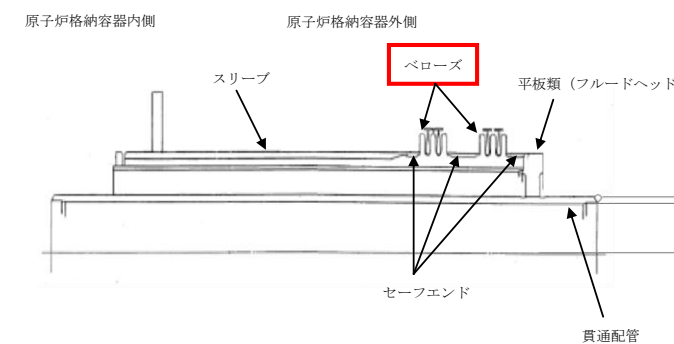 原子炉格納容器内側
原子炉格納容器外側
ベローズ
スリーブ
平板類（フルードヘッド
セーフエンド
貫通配管